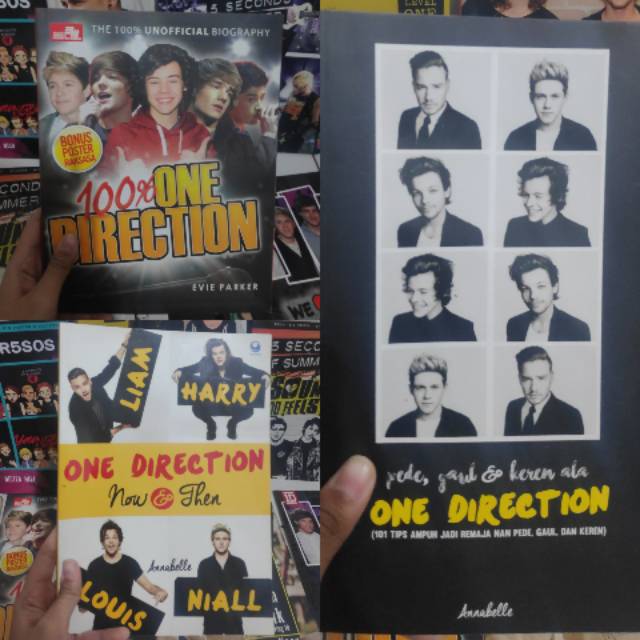 THE 100% UNOFFICIAL BIOGRAPHY
BONUS
POSTER
RAKSASA
100% ONE
DIRECTION
EVIE PARKER
LIAM
HARRY
ONE DIRECTION
Now & Then
Annabelle
LOUIS
NIALL
pede, gaul & keren ala
ONE DIRECTION
(101 TIPS AMPUH JADI REMAJA NAN PEDE, GAUL, DAN KEREN)
Annabelle
R5SOS
5 SECONDS
WE